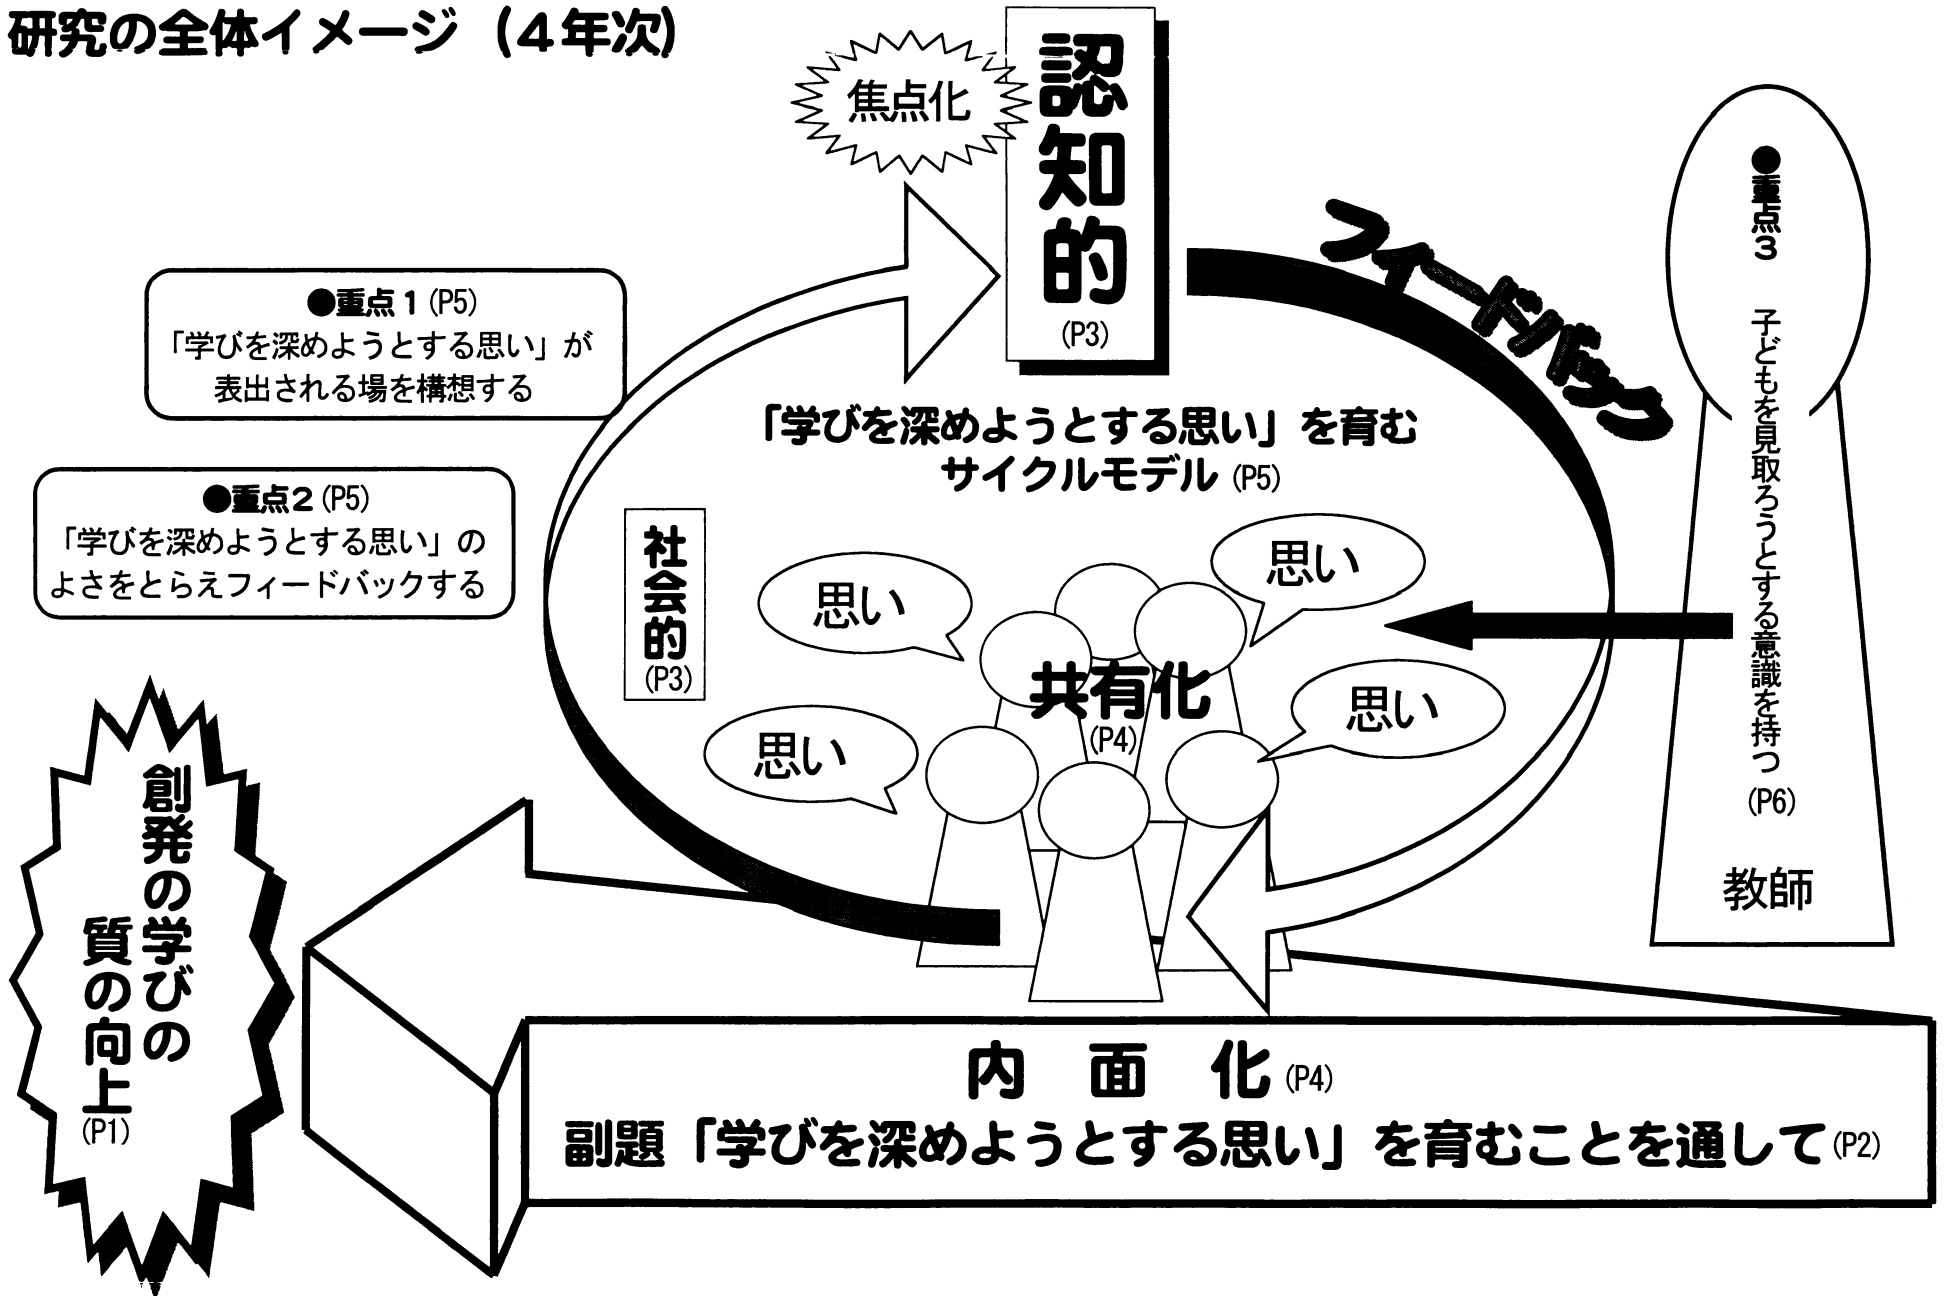 研究の全体イメージ（4年次）
焦点化
認知的
(P3)
フィードバック
●重点1(P5)
「学びを深めようとする思い」が
表出される場を構想する
●重点2(P5)
「学びを深めようとする思い」の
よさをとらえフィードバックする
「学びを深めようとする思い」を育む
サイクルモデル(P5)
社会的
(P3)
思い
思い
思い
思い
共有化
(P4)
●重点3 子どもを見取ろうとする意識を持つ(P6)
教師
創発の学びの
質の向上
(P1)
内面化(P4)
副題「学びを深めようとする思い」を育むことを通して(P2)